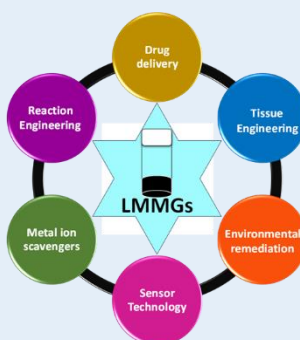 Drug
delivery
Reaction
Engineering
Tissue
Engineering
LMMGs
Metal ion
scavengers
Environmental
remediation
Sensor
Technology